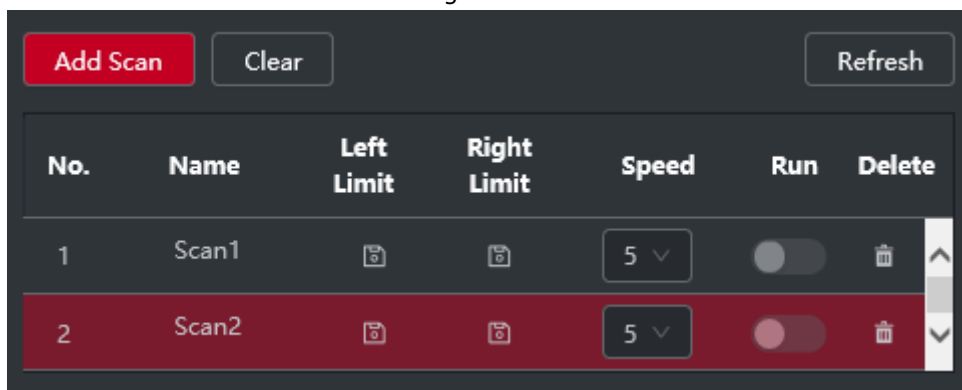 Add Scan Clear Refresh
No. Name Left Limit Right Limit Speed Run Delete
1 Scan1 5
2 Scan2 5